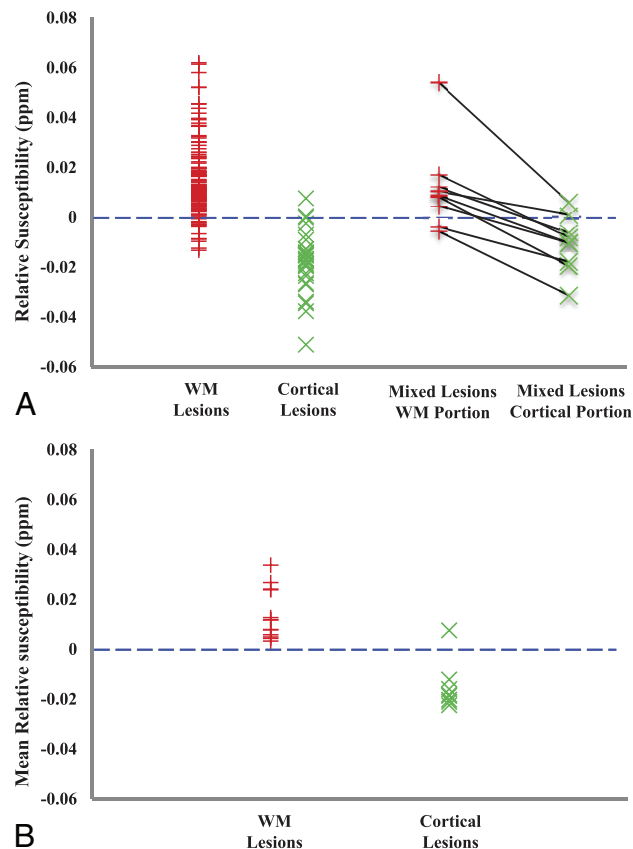 0.08
0.06
0.04
0.02
0
-0.02
-0.04
-0.06
Relative Susceptibility (ppm)
WM
Lesions
Cortical
Lesions
Mixed Lesions
WM Portion
Mixed Lesions
Cortical Portion
A
0.08
0.06
0.04
0.02
0
-0.02
-0.04
-0.06
Mean Relative susceptibility (ppm)
WM
Lesions
Cortical
Lesions
B